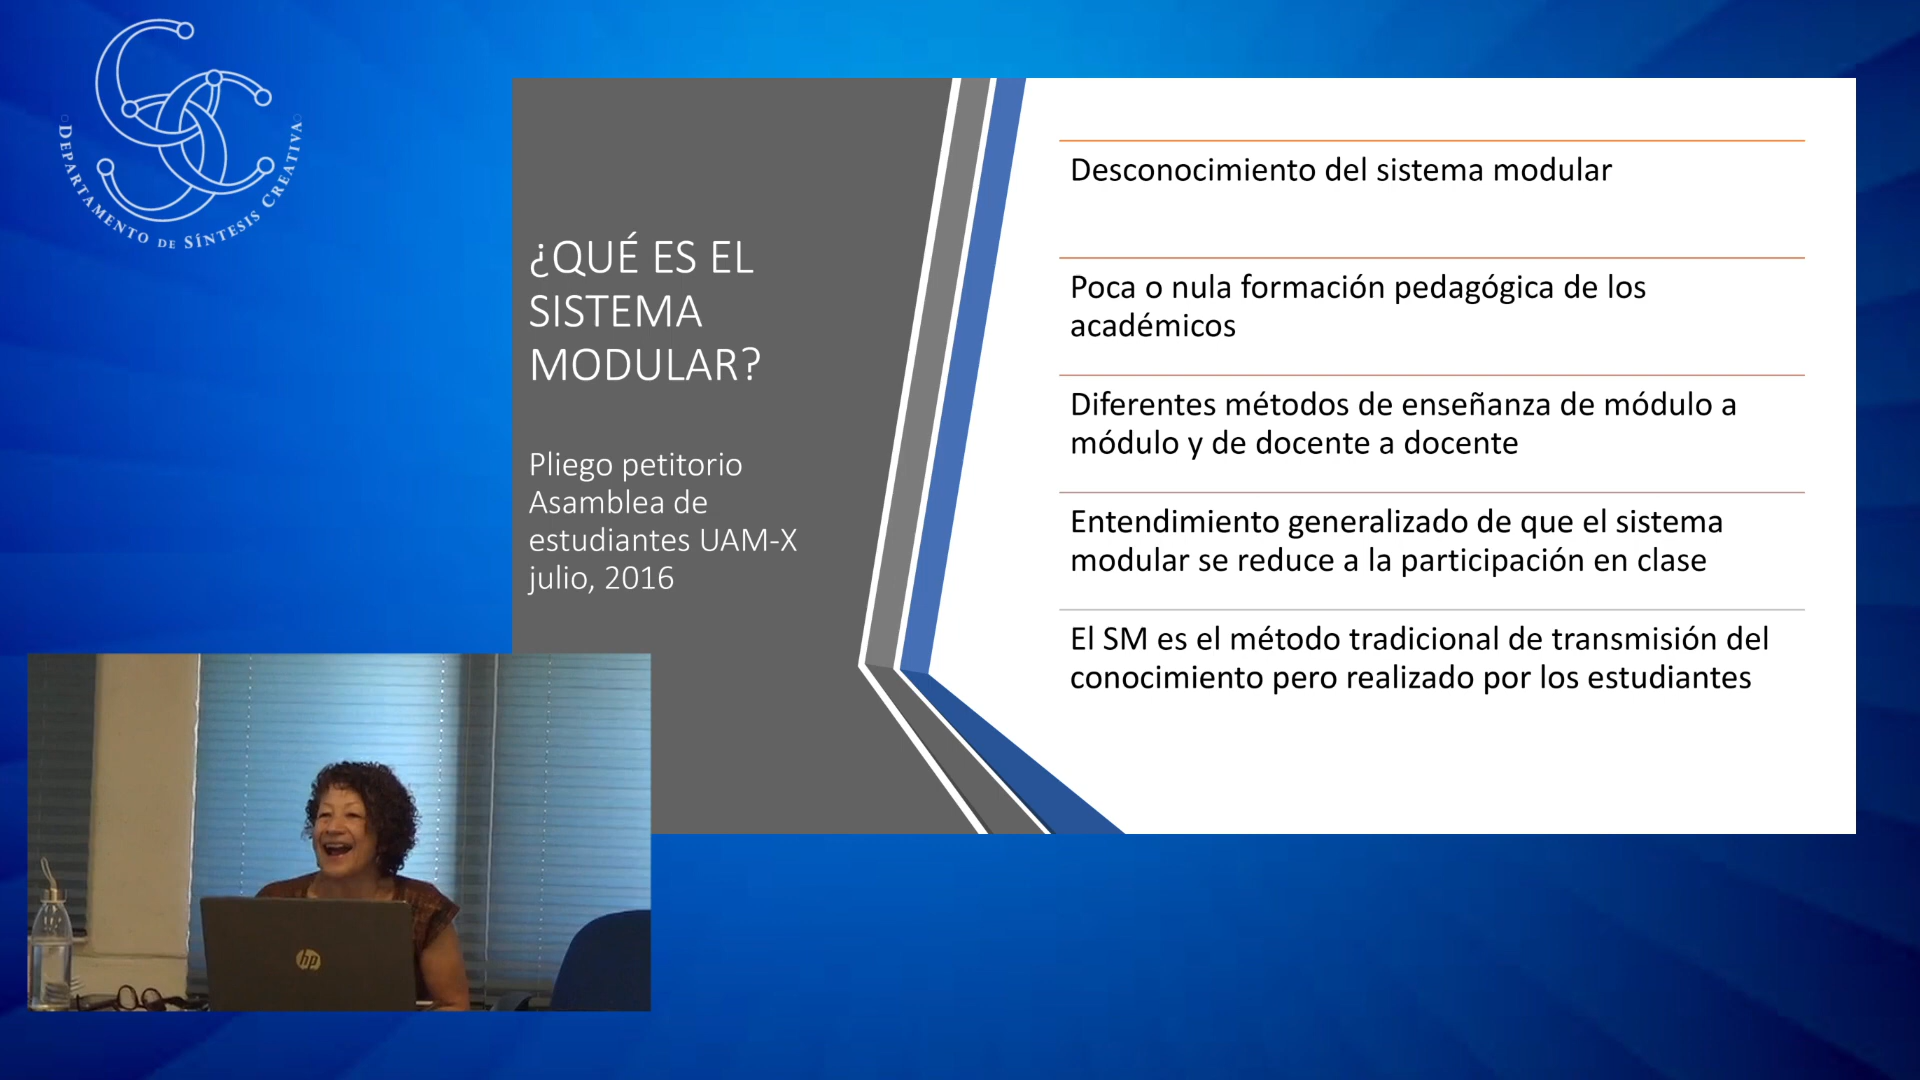 DEPARTAMENTO DE SÍNTESIS CREATIVA
¿QUÉ ES EL
SISTEMA
MODULAR?
Pliego petitorio
Asamblea de
estudiantes UAM-X
julio, 2016
Desconocimiento del sistema modular
Poca o nula formación pedagógica de los
académicos
Diferentes métodos de enseñanza de módulo a
módulo y de docente a docente
Entendimiento generalizado de que el sistema
modular se reduce a la participación en clase
El SM es el método tradicional de transmisión del
conocimiento pero realizado por los estudiantes
hp